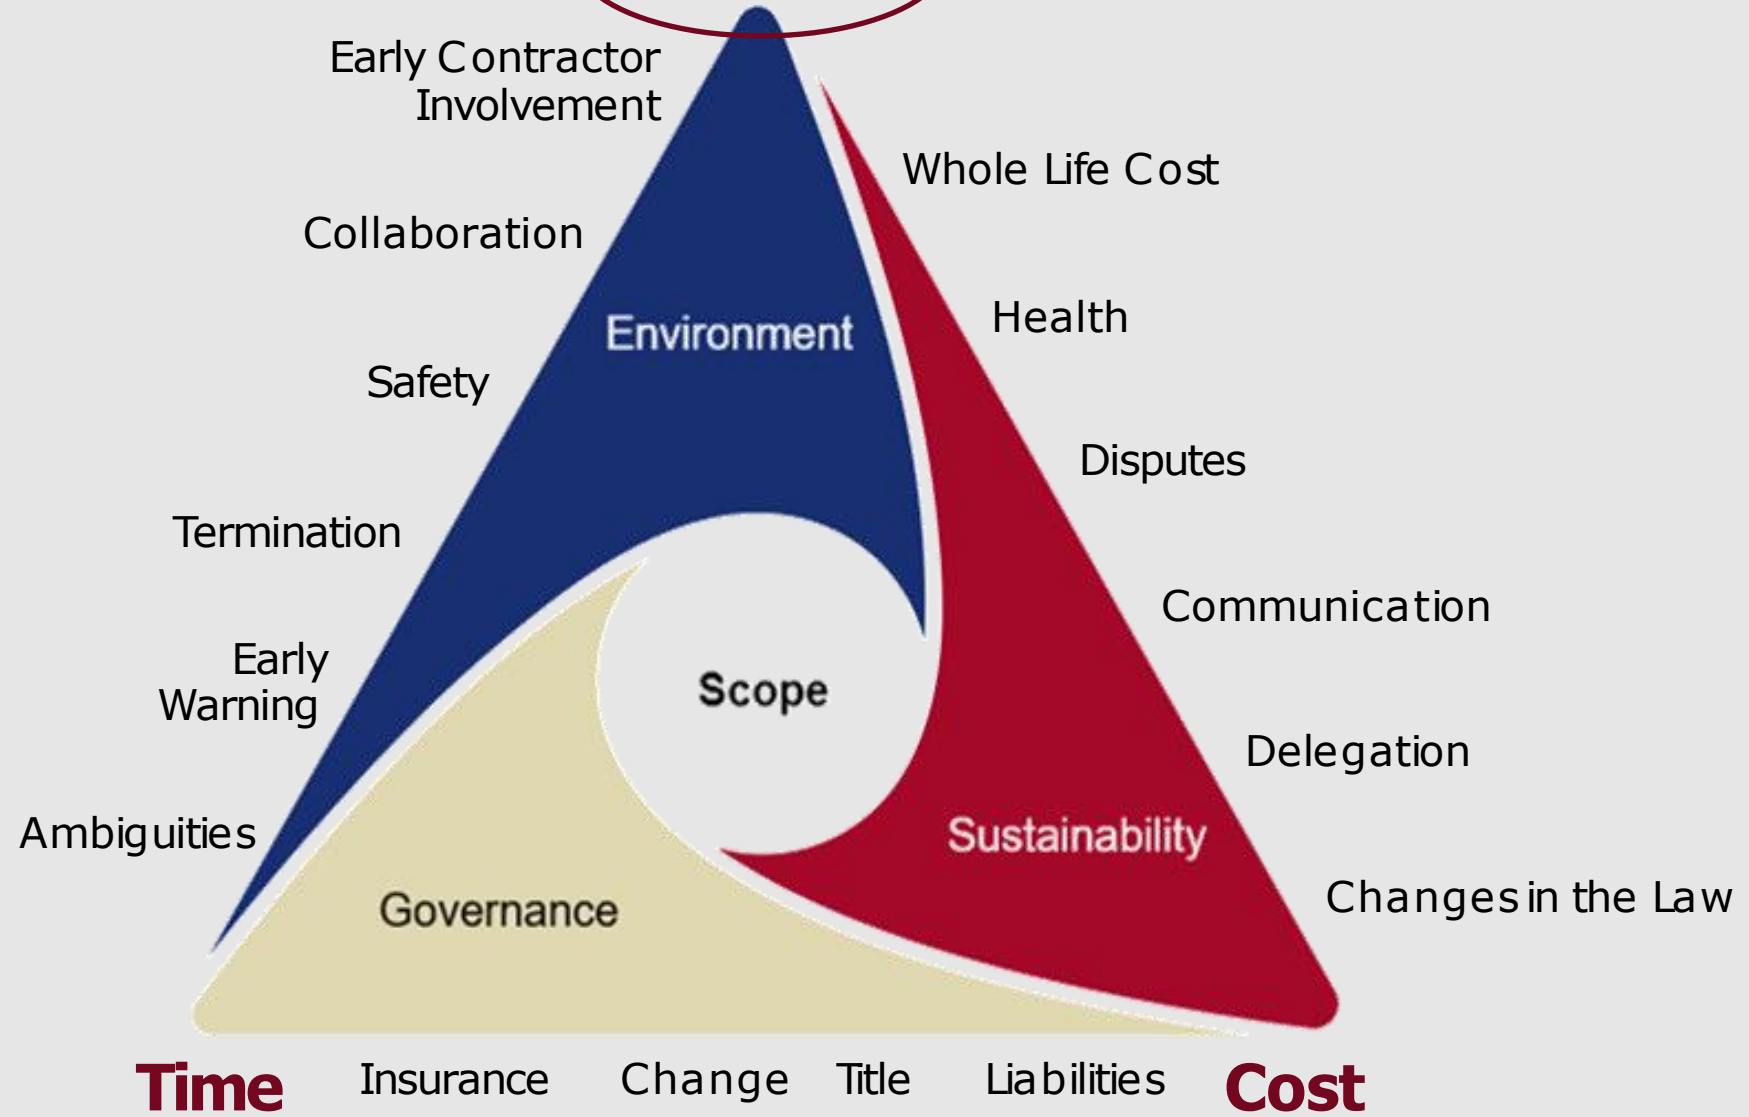 Early Contractor
Involvement
Whole Life Cost
Collaboration
Health
Environment
Safety
Disputes
Termination
Communication
Early
Warning
Scope
Delegation
Ambiguities
Sustainability
Governance
Changes in the Law
Time
Insurance
Change
Title
Liabilities
Cost